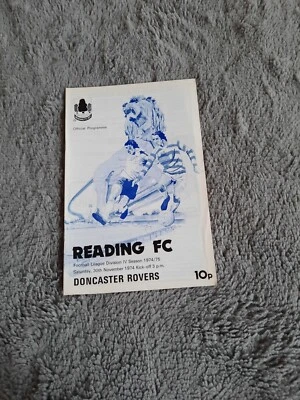 Official Programme
READING FC
Football League Division IV Season 1974/75
Saturday, 30th November 1974 Kick-off 3 p.m.
DONCASTER ROVERS
10p